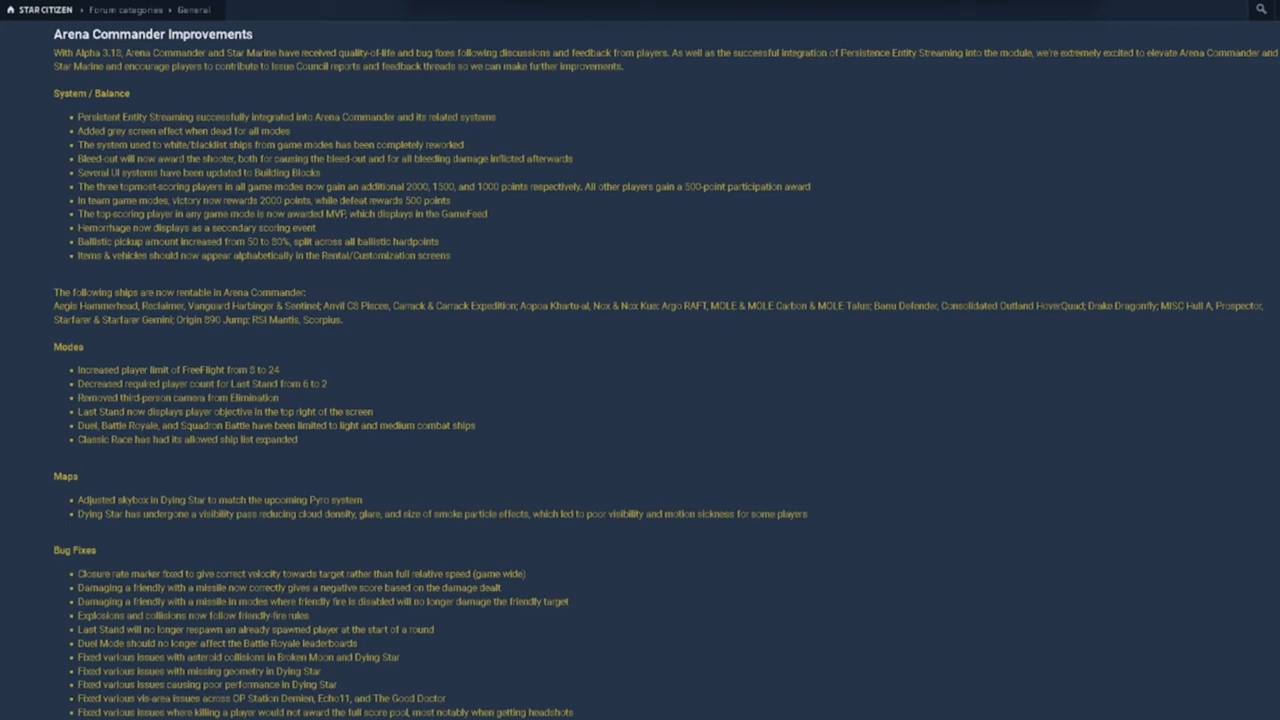 STAR CITIZEN › Forum categories › General
Arena Commander Improvements
With Alpha 3.18, Arena Commander and Star Marine have received quality-of-life and bug fixes following discussions and feedback from players. As well as the successful integration of Persistence Entity Streaming into the module, we're extremely excited to elevate Arena Commander and
Star Marine and encourage players to contribute to Issue Council reports and feedback threads so we can make further improvements.
System / Balance
• Persistent Entity Streaming successfully integrated into Arena Commander and its related systems
• Added grey screen effect when dead for all modes
• The system used to white/blacklist ships from game modes has been completely reworked
• Bleed-out will now award the shooter, both for causing the bleed-out and for all bleeding damage inflicted afterwards
• Several UI systems have been updated to Building Blocks
• The three topmost-scoring players in all game modes now gain an additional 2000, 1500, and 1000 points respectively. All other players gain a 500-point participation award
• In team game modes, victory now rewards 2000 points, while defeat rewards 500 points
• The top-scoring player in any game mode is now awarded MVP, which displays in the GameFeed
• Hemorrhage now displays as a secondary scoring event
• Ballistic pickup amount increased from 50 to 80%, split across all ballistic hardpoints
• Items & vehicles should now appear alphabetically in the Rental/Customization screens
The following ships are now rentable in Arena Commander:
Aegis Hammerhead, Reclaimer, Vanguard Harbinger & Sentinel; Anvil C8 Pisces, Carrack & Carrack Expedition; Aopoa Khartu-al, Nox & Nox Kue; Argo RAFT, MOLE & MOLE Carbon & MOLE Talus; Banu Defender, Consolidated Outland HoverQuad; Drake Dragonfly; MISC Hull A, Prospector,
Starfarer & Starfarer Gemini; Origin 890 Jump; RSI Mantis, Scorpius.
Modes
• Increased player limit of FreeFlight from 8 to 24
• Decreased required player count for Last Stand from 6 to 2
• Removed third-person camera from Elimination
• Last Stand now displays player objective in the top right of the screen
• Duel, Battle Royale, and Squadron Battle have been limited to light and medium combat ships
• Classic Race has had its allowed ship list expanded
Maps
• Adjusted skybox in Dying Star to match the upcoming Pyro system
• Dying Star has undergone a visibility pass reducing cloud density, glare, and size of smoke particle effects, which led to poor visibility and motion sickness for some players
Bug Fixes
• Closure rate marker fixed to give correct velocity towards target rather than full relative speed (game wide)
• Damaging a friendly with a missile now correctly gives a negative score based on the damage dealt
• Damaging a friendly with a missile in modes where friendly fire is disabled will no longer damage the friendly target
• Explosions and collisions now follow friendly-fire rules
• Last Stand will no longer respawn an already spawned player at the start of a round
• Duel Mode should no longer affect the Battle Royale leaderboards
• Fixed various issues with asteroid collisions in Broken Moon and Dying Star
• Fixed various issues with missing geometry in Dying Star
• Fixed various issues causing poor performance in Dying Star
• Fixed various vis-area issues across OP Station Demien, Echo11, and The Good Doctor
• Fixed various issues where killing a player would not award the full score pool, most notably when getting headshots